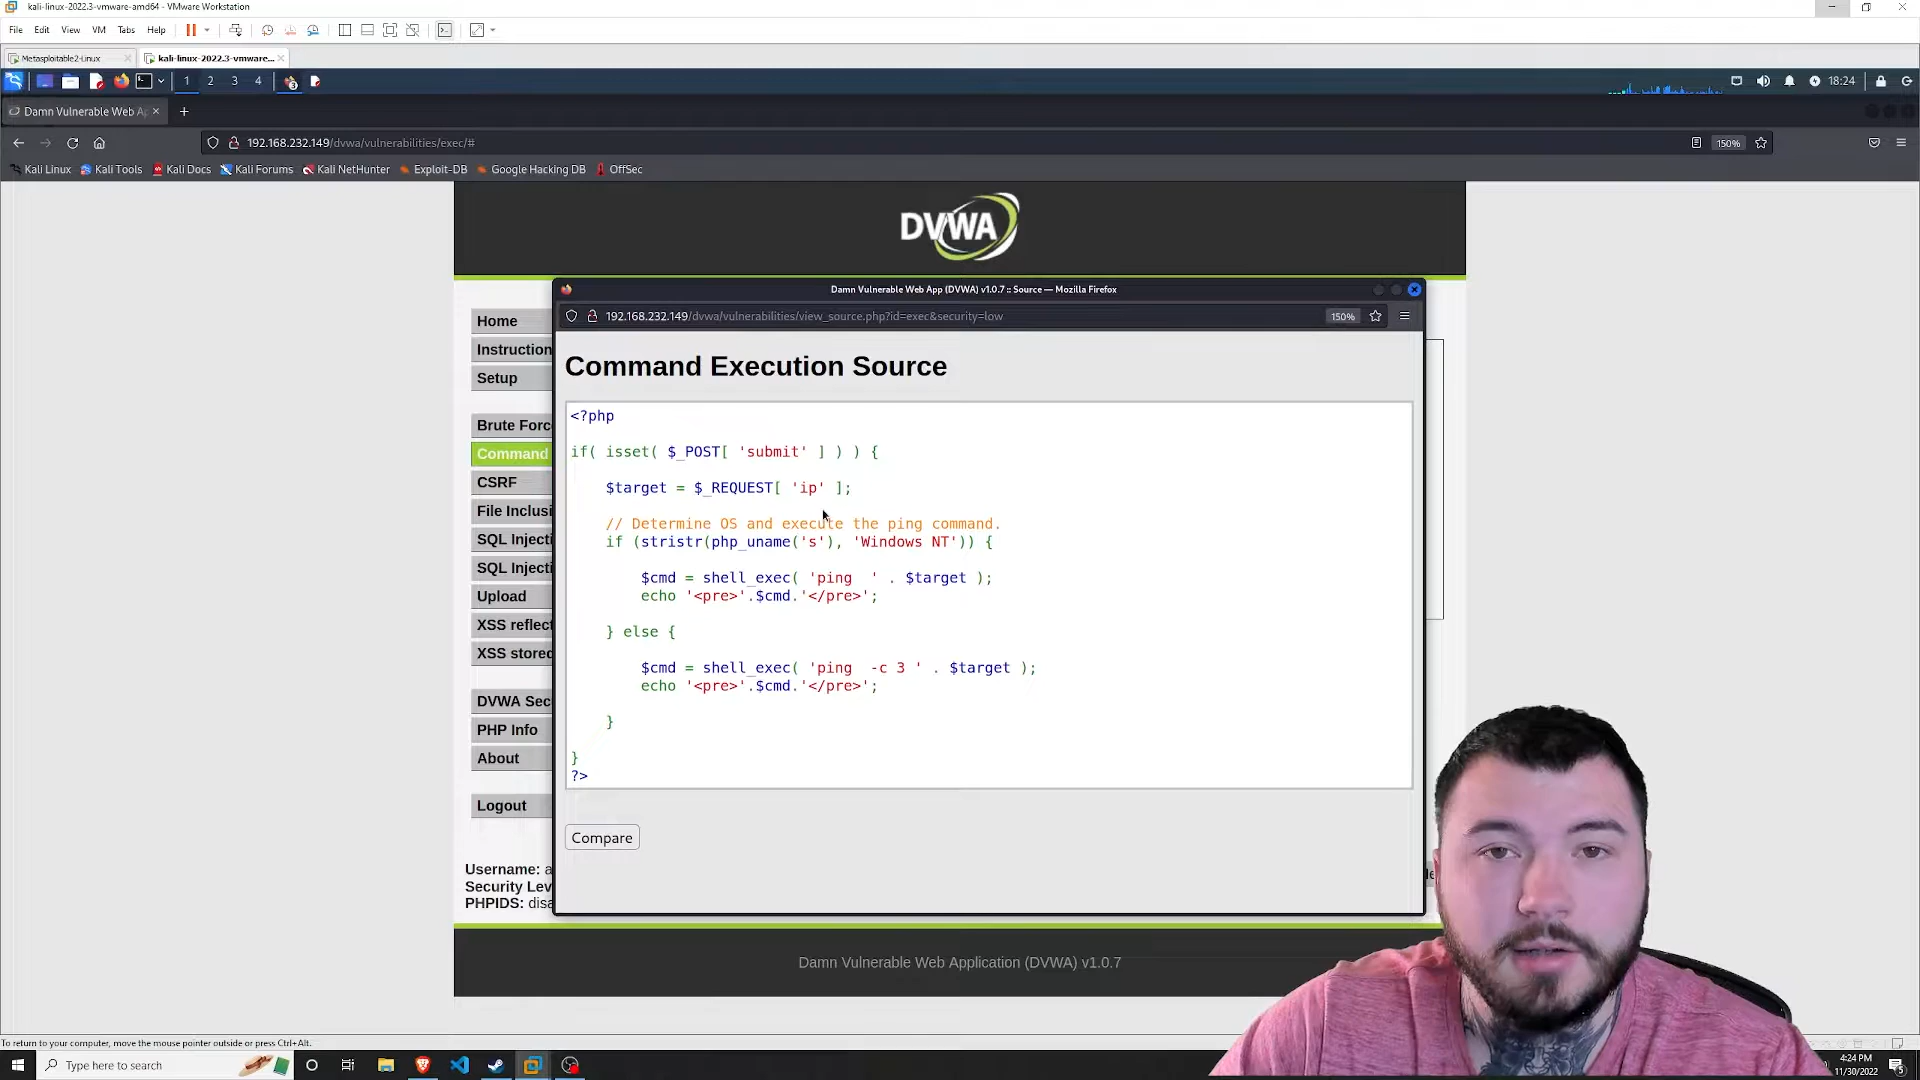 kali-linux-2022.3-vmware-amd64 - VMware Workstation
File Edit View VM Tabs Help
Metasploitable2-Linux kali-linux-2022.3-vmware...
1 2 3 4 18:24
Damn Vulnerable Web Ap
192.168.232.149/dvwa/vulnerabilities/exec/# 150%
Kali Linux Kali Tools Kali Docs Kali Forums Kali NetHunter Exploit-DB Google Hacking DB OffSec
DVWA
Damn Vulnerable Web App (DVWA) v1.0.7 :: Source — Mozilla Firefox
192.168.232.149/dvwa/vulnerabilities/view_source.php?id=exec&security=low 150%
Home
Instruction
Setup
Brute Forc
Command
CSRF
File Inclusi
SQL Injecti
SQL Injecti
Upload
XSS reflect
XSS stored
DVWA Sec
PHP Info
About
Logout
Command Execution Source
<?php
if( isset( $_POST[ 'submit' ] ) ) {
$target = $_REQUEST[ 'ip' ];
// Determine OS and execute the ping command.
if (stristr(php_uname('s'), 'Windows NT')) {
$cmd = shell_exec( 'ping  ' . $target );
echo '<pre>'.$cmd.'</pre>';
} else {
$cmd = shell_exec( 'ping  -c 3 ' . $target );
echo '<pre>'.$cmd.'</pre>';
}
}
?>
Compare
Username: a
Security Lev
PHPIDS: disa
Damn Vulnerable Web Application (DVWA) v1.0.7
To return to your computer, move the mouse pointer outside or press Ctrl+Alt.
Type here to search
4:24 PM
11/30/2022